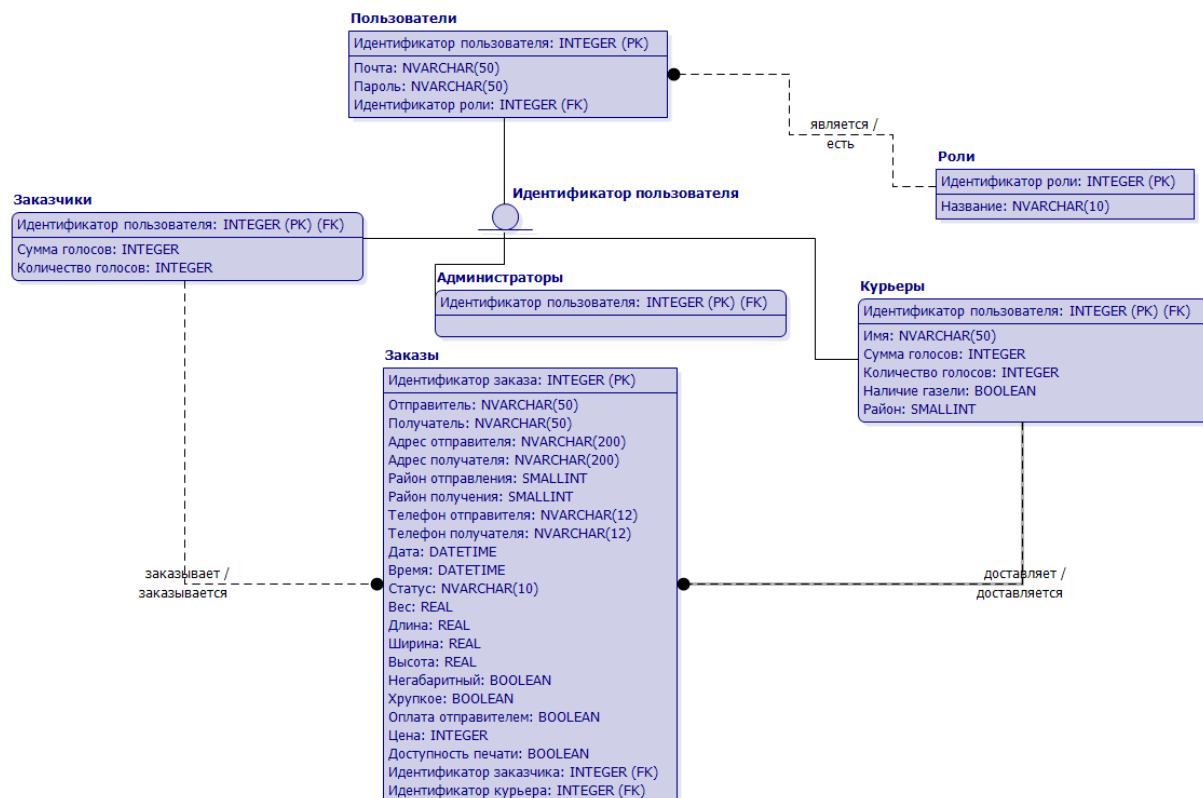 Пользователи
Идентификатор пользователя: INTEGER (PK)
Почта: NVARCHAR(50)
Пароль: NVARCHAR(50)
Идентификатор роли: INTEGER (FK)
является /
есть
Роли
Идентификатор роли: INTEGER (PK)
Название: NVARCHAR(10)
Идентификатор пользователя
Заказчики
Идентификатор пользователя: INTEGER (PK) (FK)
Сумма голосов: INTEGER
Количество голосов: INTEGER
Администраторы
Идентификатор пользователя: INTEGER (PK) (FK)
Курьеры
Идентификатор пользователя: INTEGER (PK) (FK)
Имя: NVARCHAR(50)
Сумма голосов: INTEGER
Количество голосов: INTEGER
Наличие газели: BOOLEAN
Район: SMALLINT
Заказы
Идентификатор заказа: INTEGER (PK)
Отправитель: NVARCHAR(50)
Получатель: NVARCHAR(50)
Адрес отправителя: NVARCHAR(200)
Адрес получателя: NVARCHAR(200)
Район отправления: SMALLINT
Район получения: SMALLINT
Телефон отправителя: NVARCHAR(12)
Телефон получателя: NVARCHAR(12)
Дата: DATETIME
Время: DATETIME
Статус: NVARCHAR(10)
Вес: REAL
Длина: REAL
Ширина: REAL
Высота: REAL
Негабаритный: BOOLEAN
Хрупкое: BOOLEAN
Оплата отправителем: BOOLEAN
Цена: INTEGER
Доступность печати: BOOLEAN
Идентификатор заказчика: INTEGER (FK)
Идентификатор курьера: INTEGER (FK)
заказывает /
заказывается
доставляет /
доставляется